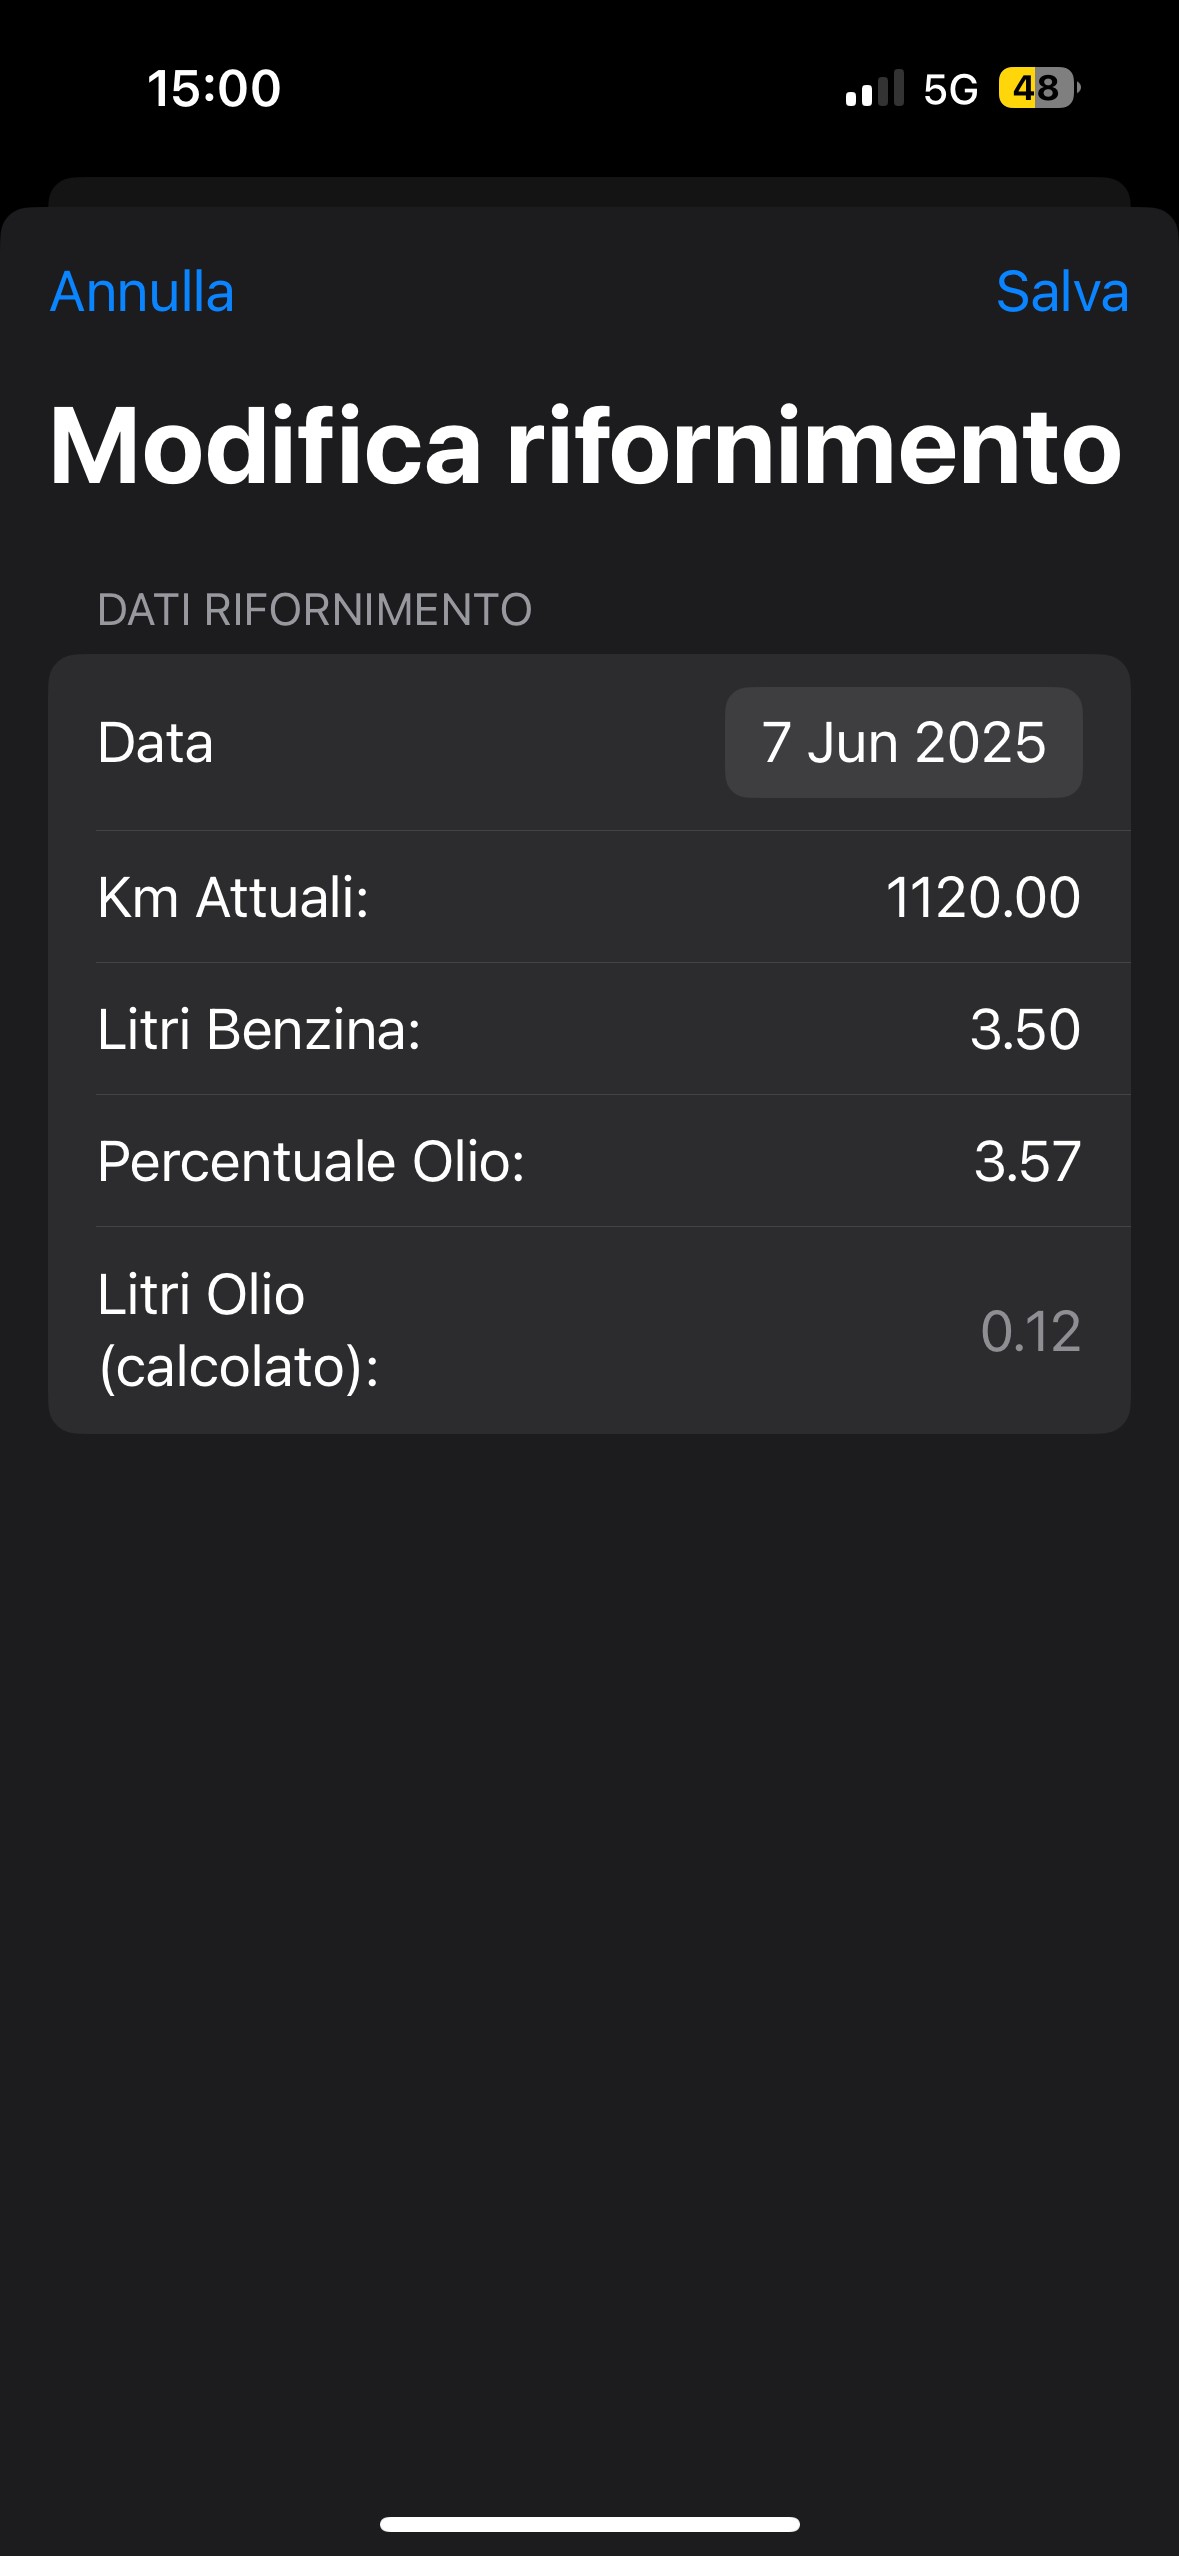 15:00 5G 48
Annulla Salva
Modifica rifornimento
DATI RIFORNIMENTO
Data 7 Jun 2025
Km Attuali: 1120.00
Litri Benzina: 3.50
Percentuale Olio: 3.57
Litri Olio
(calcolato): 0.12